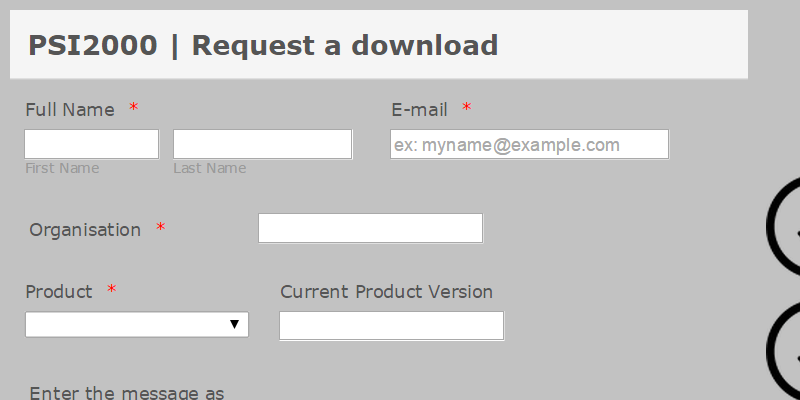 PSI2000 | Request a download
Full Name *
E-mail *
ex: myname@example.com
First Name
Last Name
Organisation *
Product *
Current Product Version
▼
Enter the message as